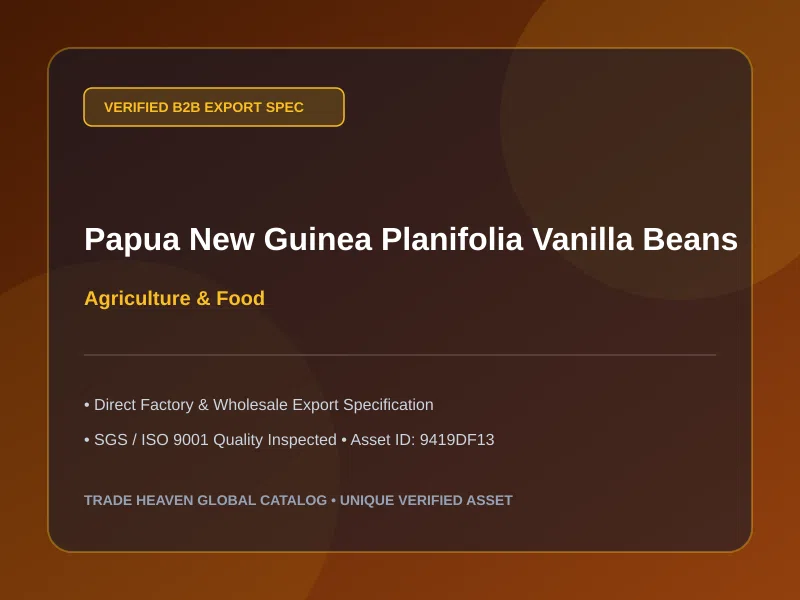 VERIFIED B2B EXPORT SPEC
Papua New Guinea Planifolia Vanilla Beans
Agriculture & Food
• Direct Factory & Wholesale Export Specification
• SGS / ISO 9001 Quality Inspected • Asset ID: 9419DF13
TRADE HEAVEN GLOBAL CATALOG • UNIQUE VERIFIED ASSET